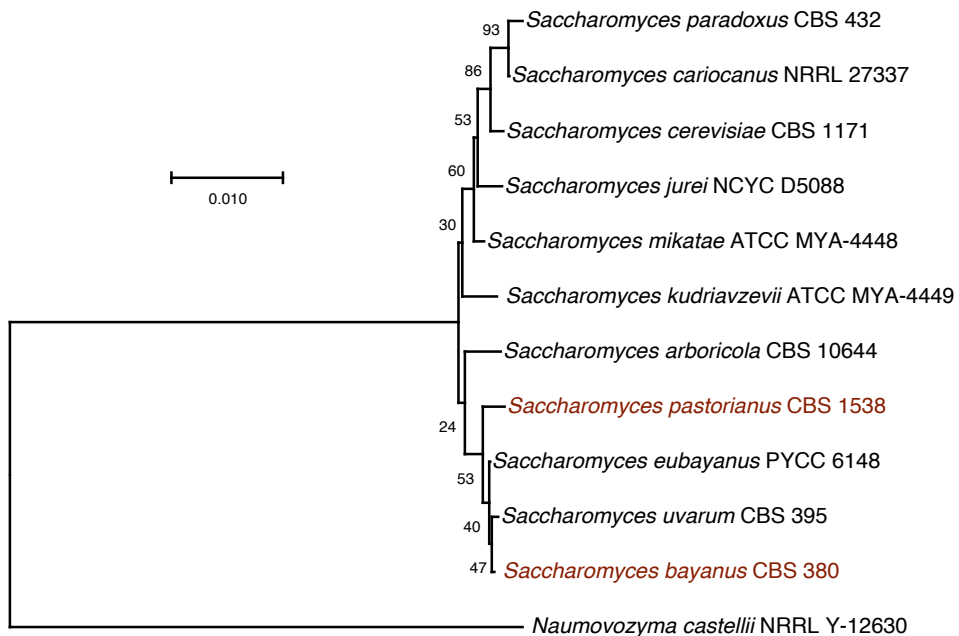 93
Saccharomyces paradoxus CBS 432
86
Saccharomyces cariocanus NRRL 27337
53
Saccharomyces cerevisiae CBS 1171
60
0.010
Saccharomyces jurei NCYC D5088
30
Saccharomyces mikatae ATCC MYA-4448
Saccharomyces kudriavzevii ATCC MYA-4449
Saccharomyces arboricola CBS 10644
Saccharomyces pastorianus CBS 1538
24
Saccharomyces eubayanus PYCC 6148
53
Saccharomyces uvarum CBS 395
40
47
Saccharomyces bayanus CBS 380
Naumovozyma castellii NRRL Y-12630